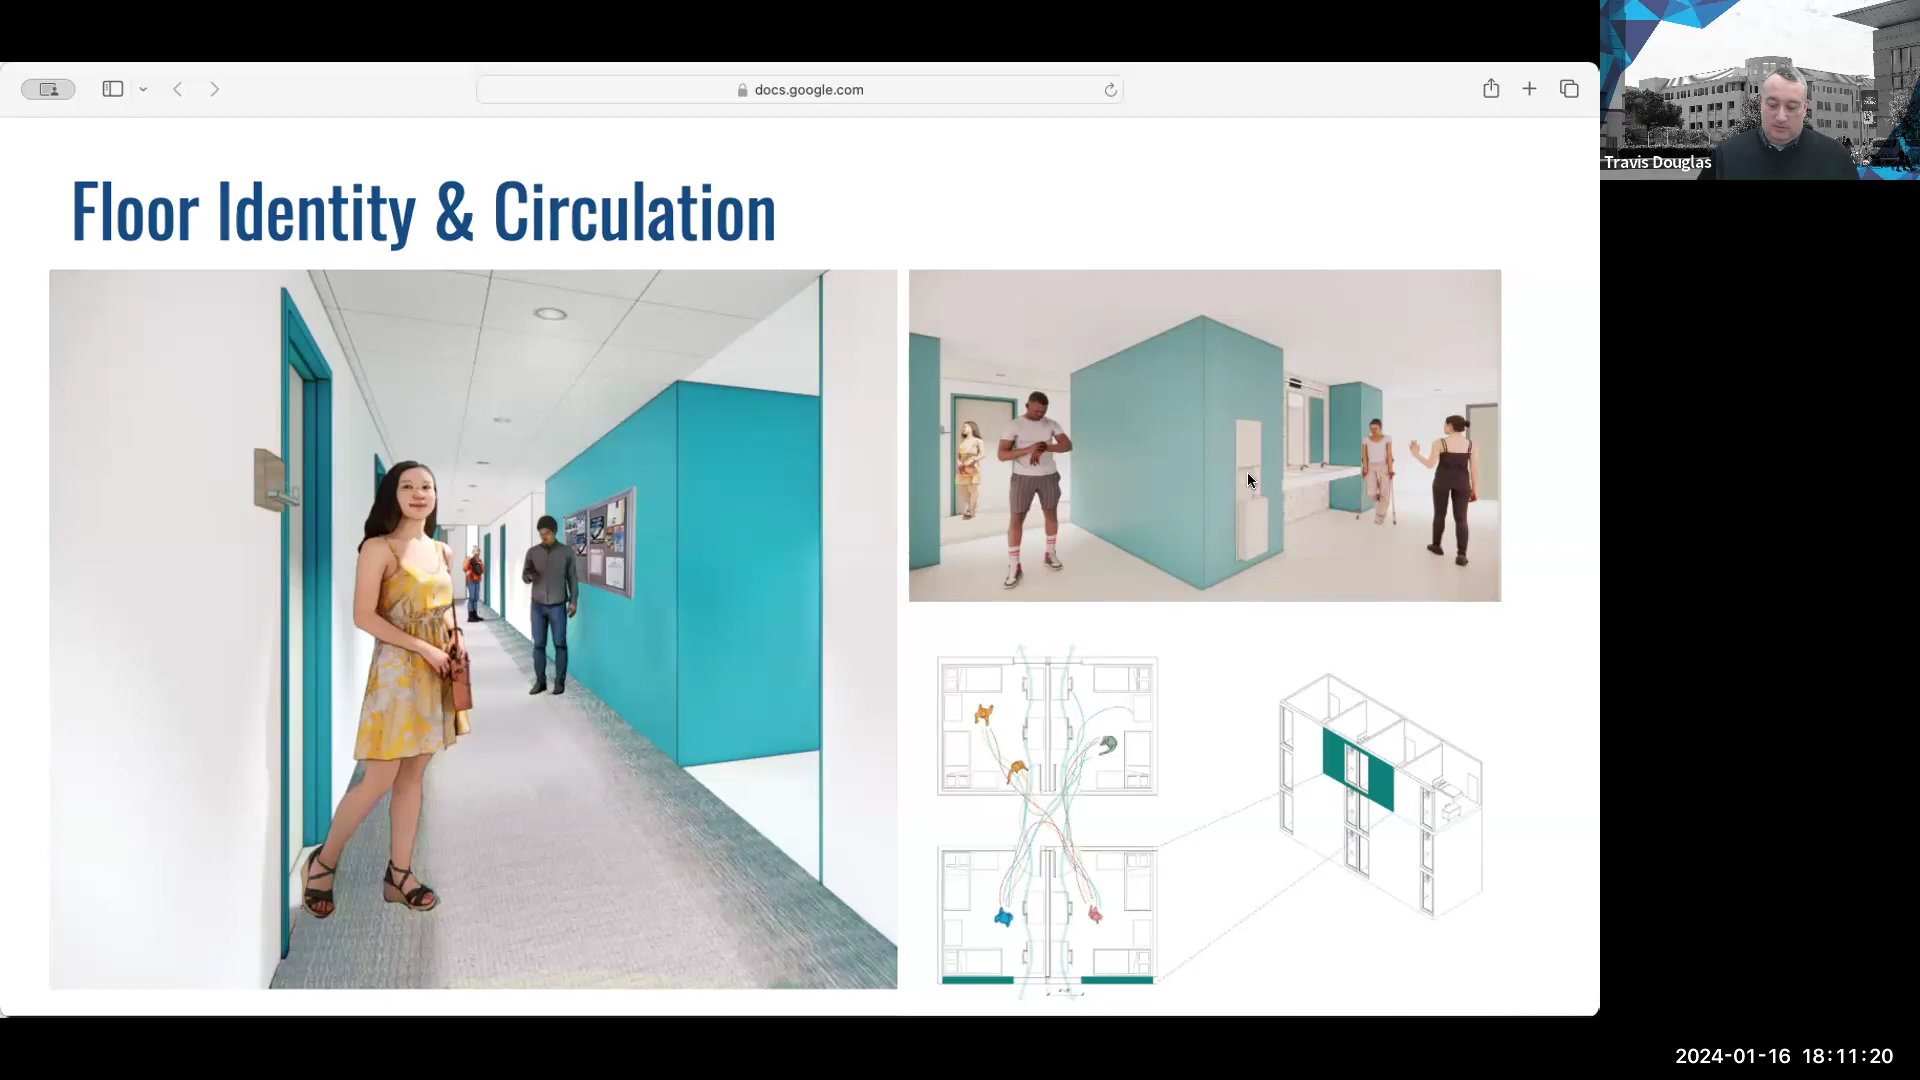 docs.google.com
Travis Douglas
Floor Identity & Circulation
2024-01-16 18:11:20